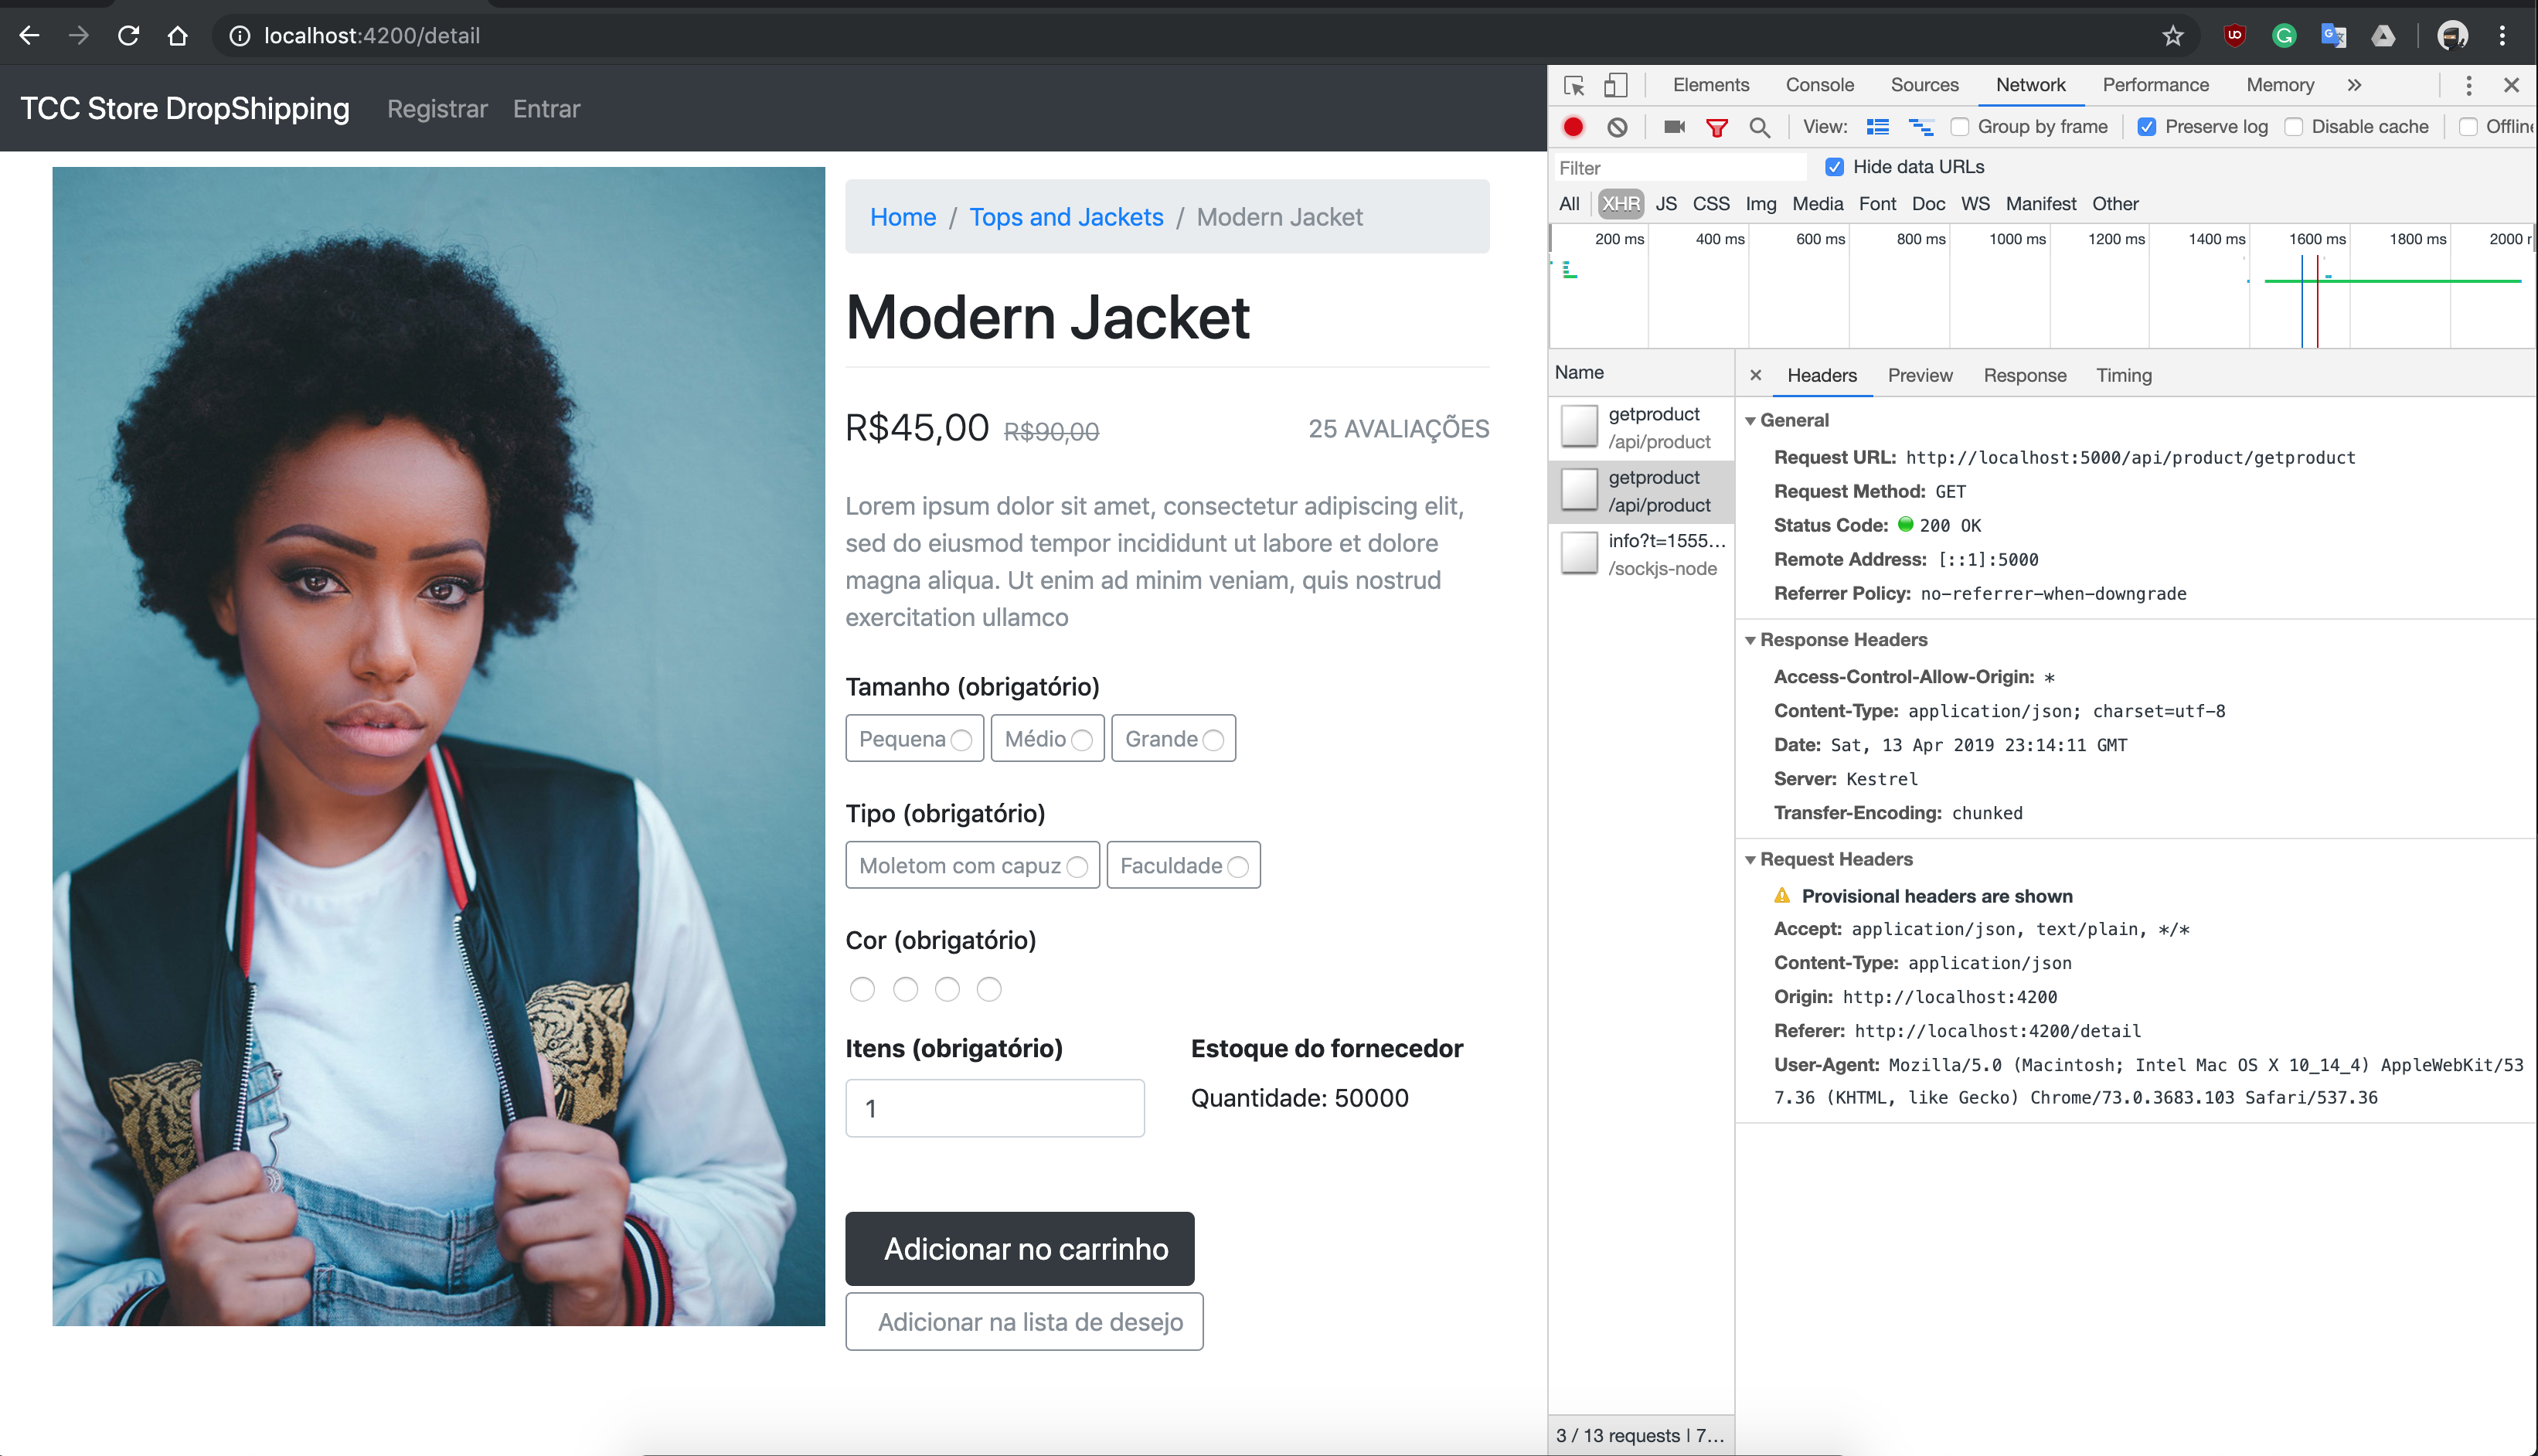 localhost:4200/detail
TCC Store DropShipping Registrar Entrar
Home / Tops and Jackets / Modern Jacket
Modern Jacket
R$45,00 R$90,00 25 AVALIAÇÕES
Lorem ipsum dolor sit amet, consectetur adipiscing elit,
sed do eiusmod tempor incididunt ut labore et dolore
magna aliqua. Ut enim ad minim veniam, quis nostrud
exercitation ullamco
Tamanho (obrigatório)
Pequena Médio Grande
Tipo (obrigatório)
Moletom com capuz Faculdade
Cor (obrigatório)
Itens (obrigatório) Estoque do fornecedor
1 Quantidade: 50000
Adicionar no carrinho
Adicionar na lista de desejo
Elements Console Sources Network Performance Memory
View: Group by frame Preserve log Disable cache
Filter Hide data URLs
All XHR JS CSS Img Media Font Doc WS Manifest Other
200 ms 400 ms 600 ms 800 ms 1000 ms 1200 ms 1400 ms 1600 ms 1800 ms 2000
Name
getproduct
/api/product
getproduct
/api/product
info?t=1555…
/sockjs-node
3 / 13 requests | 7…
× Headers Preview Response Timing
General
Request URL: http://localhost:5000/api/product/getproduct
Request Method: GET
Status Code: 200 OK
Remote Address: [::1]:5000
Referrer Policy: no-referrer-when-downgrade
Response Headers
Access-Control-Allow-Origin: *
Content-Type: application/json; charset=utf-8
Date: Sat, 13 Apr 2019 23:14:11 GMT
Server: Kestrel
Transfer-Encoding: chunked
Request Headers
Provisional headers are shown
Accept: application/json, text/plain, */*
Content-Type: application/json
Origin: http://localhost:4200
Referer: http://localhost:4200/detail
User-Agent: Mozilla/5.0 (Macintosh; Intel Mac OS X 10_14_4) AppleWebKit/53
7.36 (KHTML, like Gecko) Chrome/73.0.3683.103 Safari/537.36